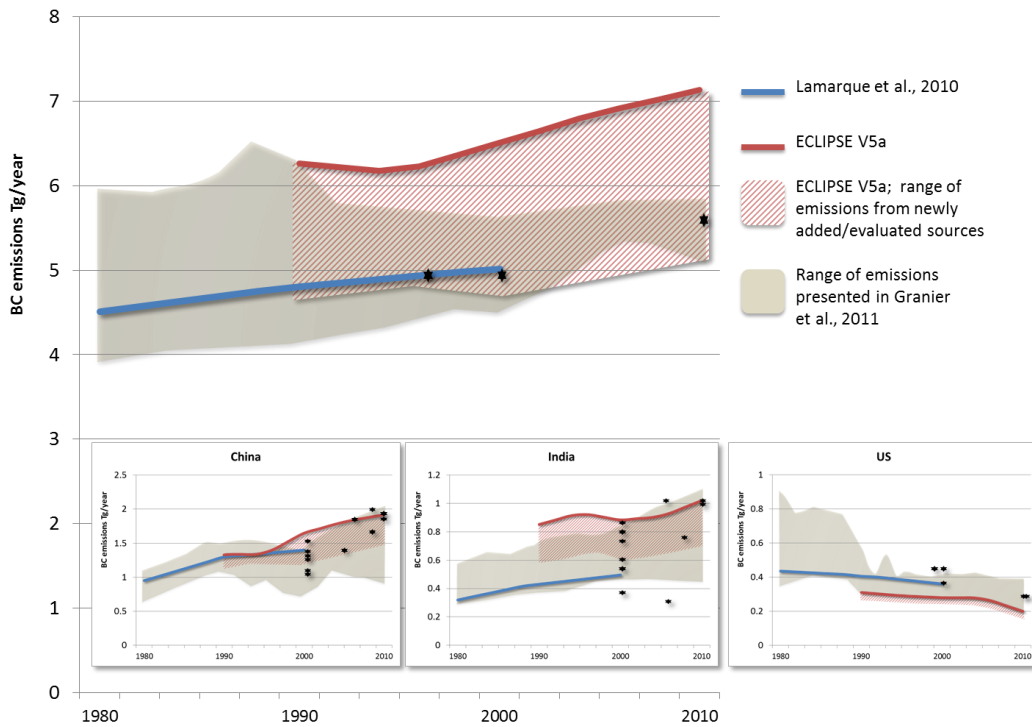 8
7
6
5
4
3
2
1
0
BC emissions Tg/year
1980
1990
2000
2010
Lamarque et al., 2010
ECLIPSE V5a
ECLIPSE V5a; range of
emissions from newly
added/evaluated sources
Range of emissions
presented in Granier
et al., 2011
China
BC emissions Tg/year
2.5
2
1.5
1
0.5
0
1980
1990
2000
2010
India
BC emissions Tg/year
1.2
1
0.8
0.6
0.4
0.2
0
1980
1990
2000
2010
US
BC emissions Tg/year
1
0.8
0.6
0.4
0.2
0
1980
1990
2000
2010